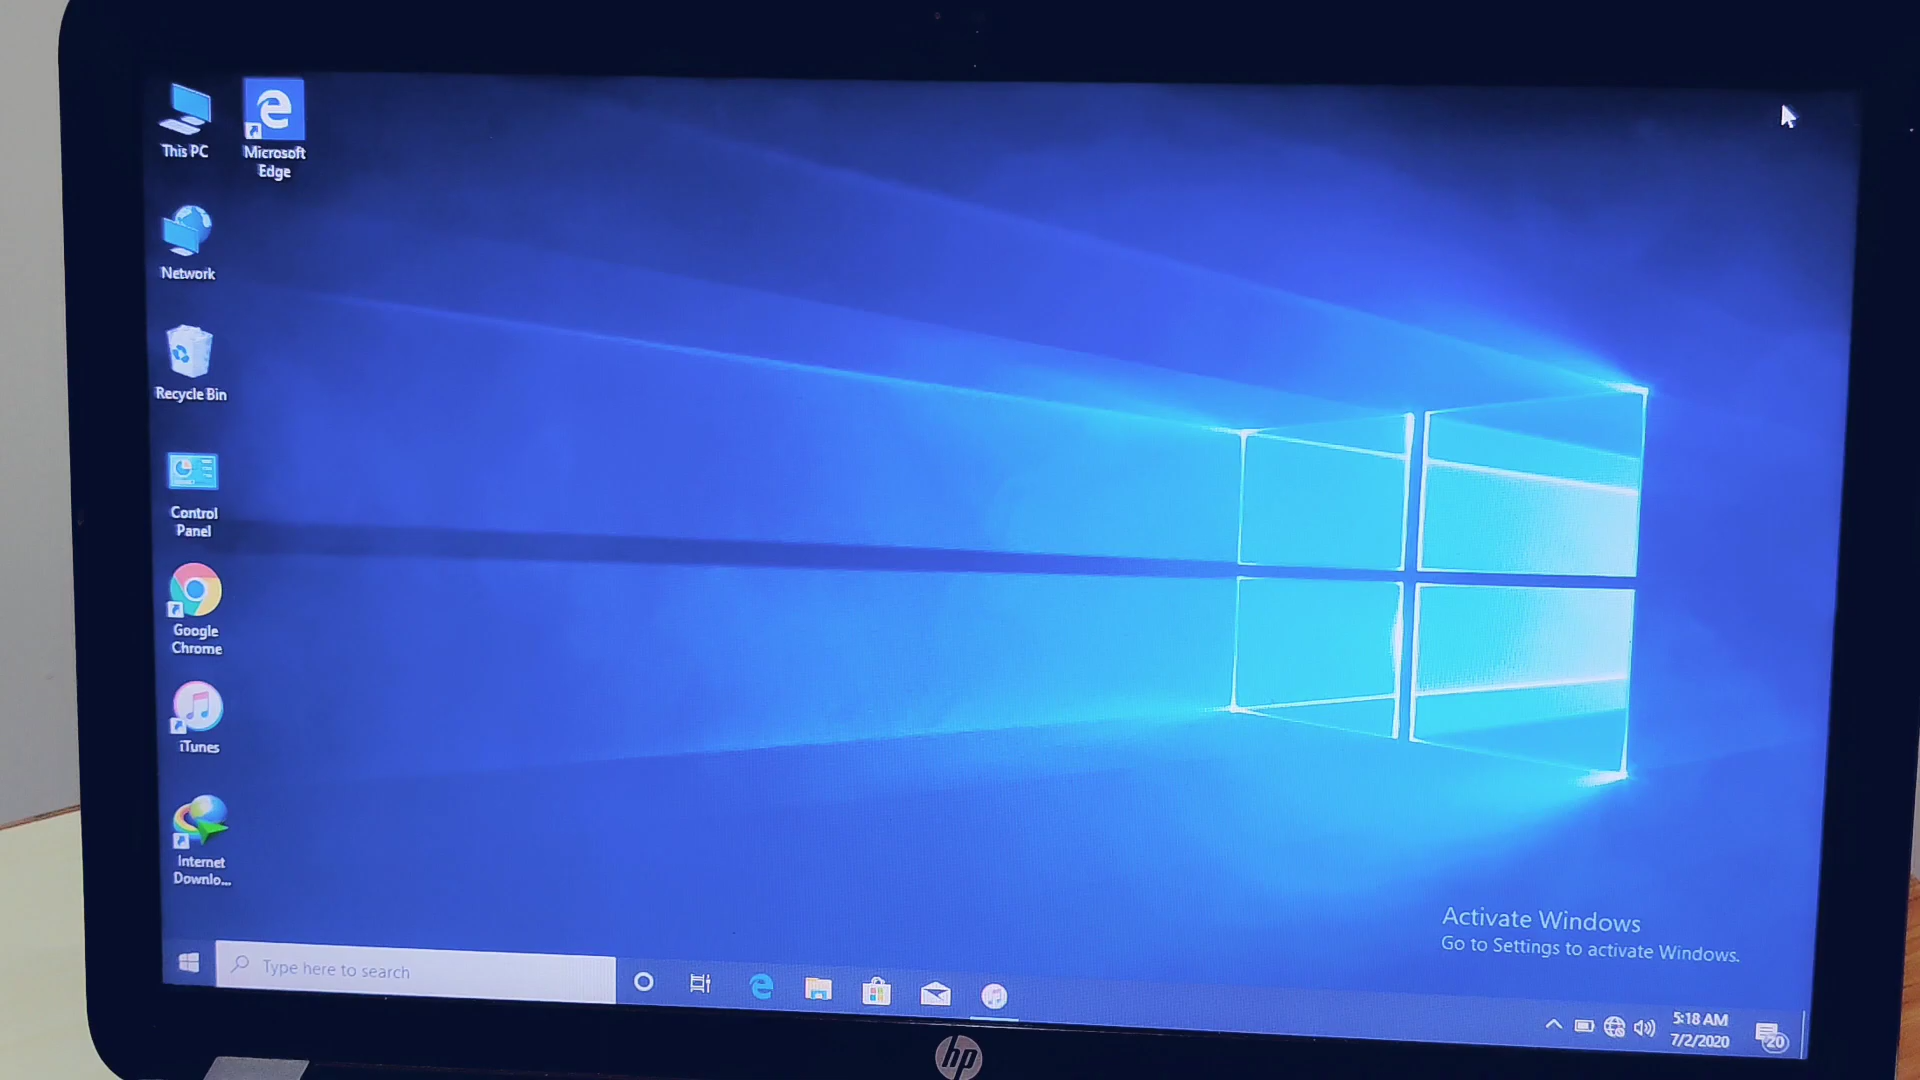 This PC
Microsoft
Edge
Network
Recycle Bin
Control
Panel
Google
Chrome
iTunes
Internet
Downlo...
Activate Windows
Go to Settings to activate Windows.
Type here to search
5:18 AM
7/2/2020
20
hp